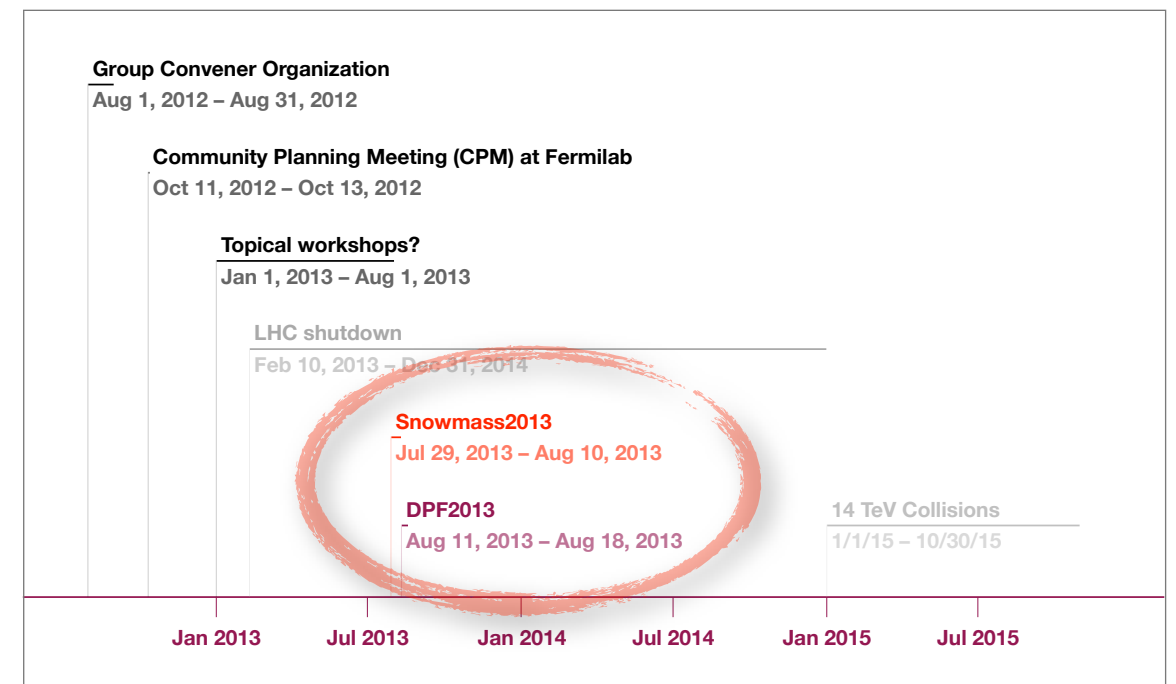 Group Convener Organization
Aug 1, 2012 – Aug 31, 2012
Community Planning Meeting (CPM) at Fermilab
Oct 11, 2012 – Oct 13, 2012
Topical workshops?
Jan 1, 2013 – Aug 1, 2013
LHC shutdown
Feb 10, 2013 – Dec 31, 2014
Snowmass2013
Jul 29, 2013 – Aug 10, 2013
DPF2013
Aug 11, 2013 – Aug 18, 2013
14 TeV Collisions
1/1/15 – 10/30/15
Jan 2013 Jul 2013 Jan 2014 Jul 2014 Jan 2015 Jul 2015